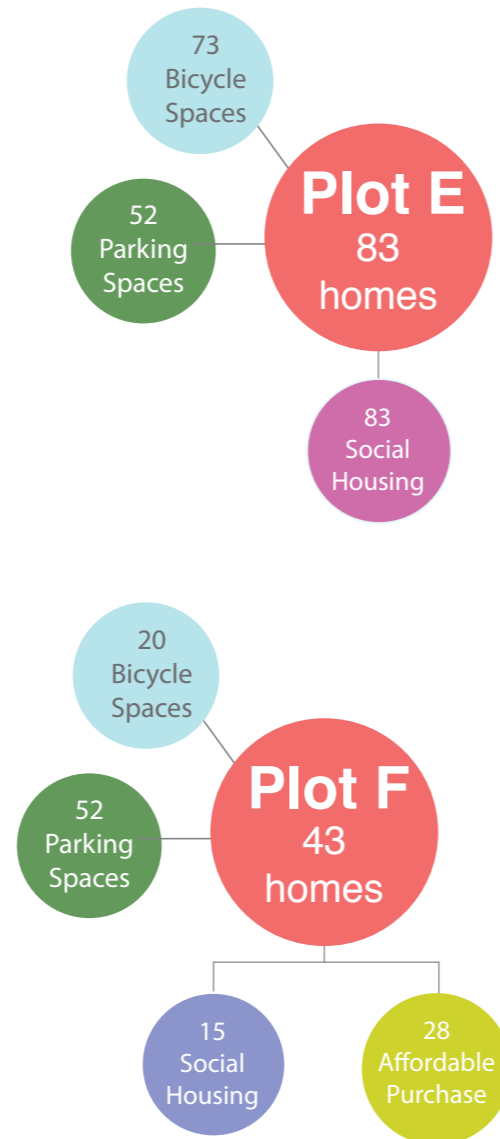 73
Bicycle
Spaces
Plot E
83
homes
52
Parking
Spaces
83
Social
Housing
20
Bicycle
Spaces
Plot F
43
homes
52
Parking
Spaces
15
Social
Housing
28
Affordable
Purchase